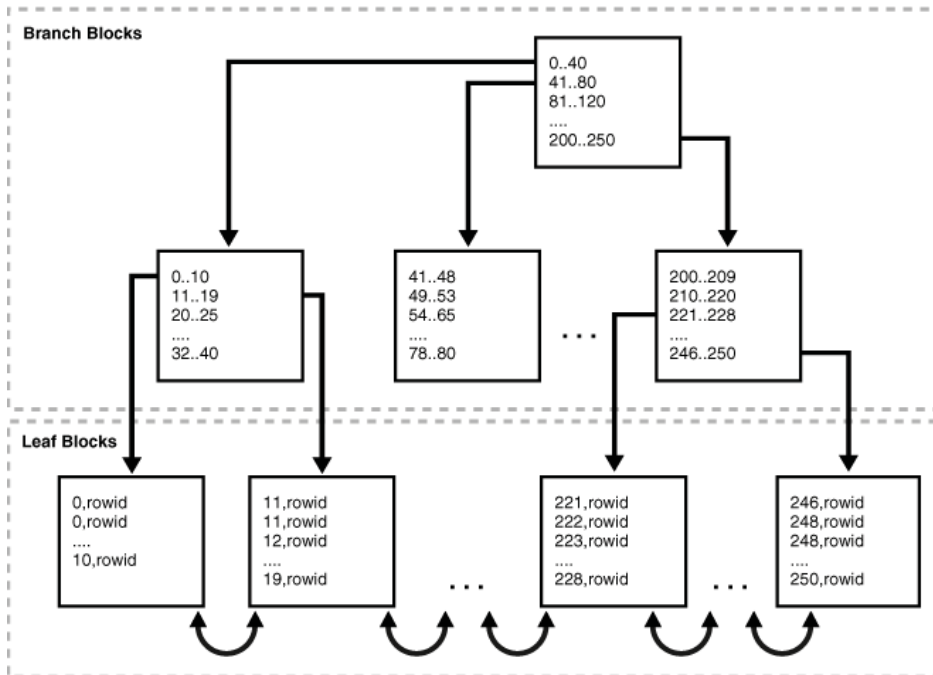 Branch Blocks
0..40
41..80
81..120
....
200..250
0..10
11..19
20..25
....
32..40
41..48
49..53
54..65
....
78..80
...
200..209
210..220
221..228
....
246..250
Leaf Blocks
0,rowid
0,rowid
....
10,rowid
11,rowid
11,rowid
12,rowid
....
19,rowid
...
221,rowid
222,rowid
223,rowid
....
228,rowid
...
246,rowid
248,rowid
248,rowid
....
250,rowid